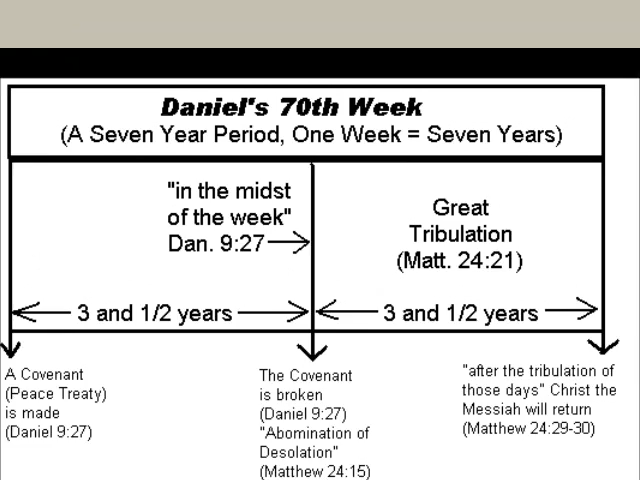 Daniel's 70th Week
(A Seven Year Period, One Week = Seven Years)
"in the midst
of the week"
Dan. 9:27
Great
Tribulation
(Matt. 24:21)
3 and 1/2 years
3 and 1/2 years
A Covenant
(Peace Treaty)
is made
(Daniel 9:27)
The Covenant
is broken
(Daniel 9:27)
"Abomination of
Desolation"
(Matthew 24:15)
"after the tribulation of
those days" Christ the
Messiah will return
(Matthew 24:29-30)